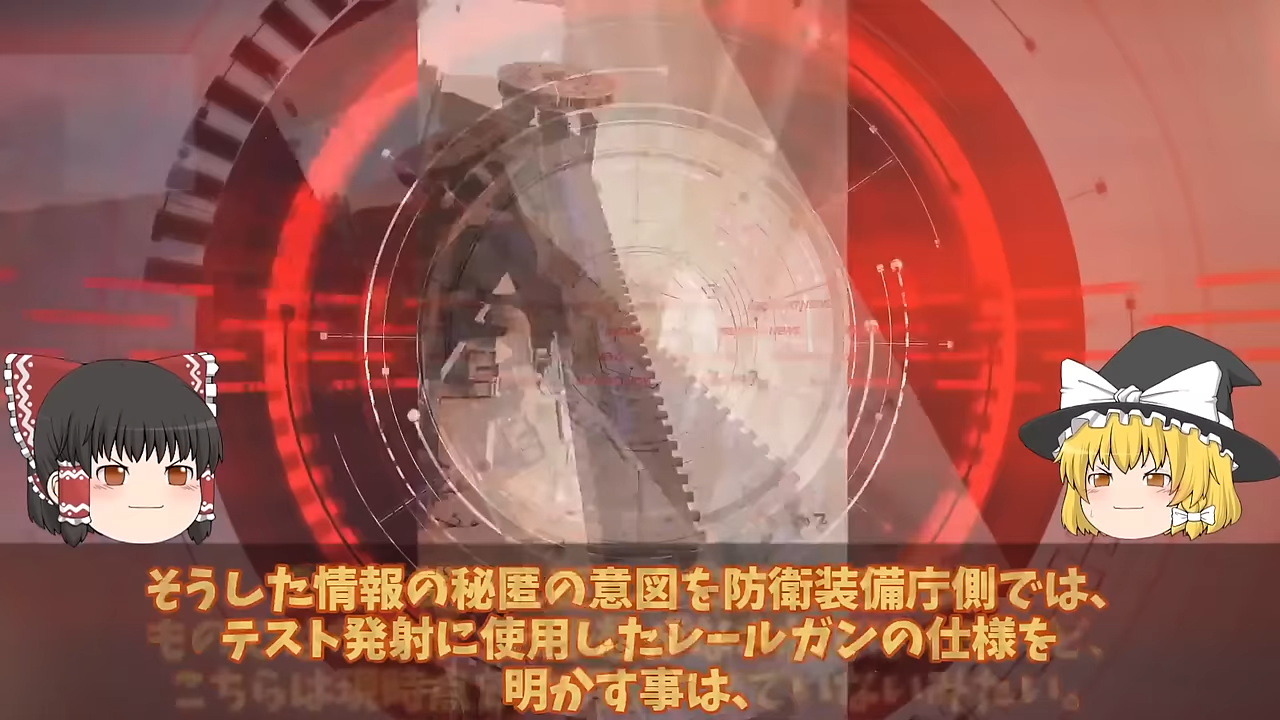 そうした情報の秘匿の意図を防衛装備庁側では、
テスト発射に使用したレールガンの仕様を
明かす事は、